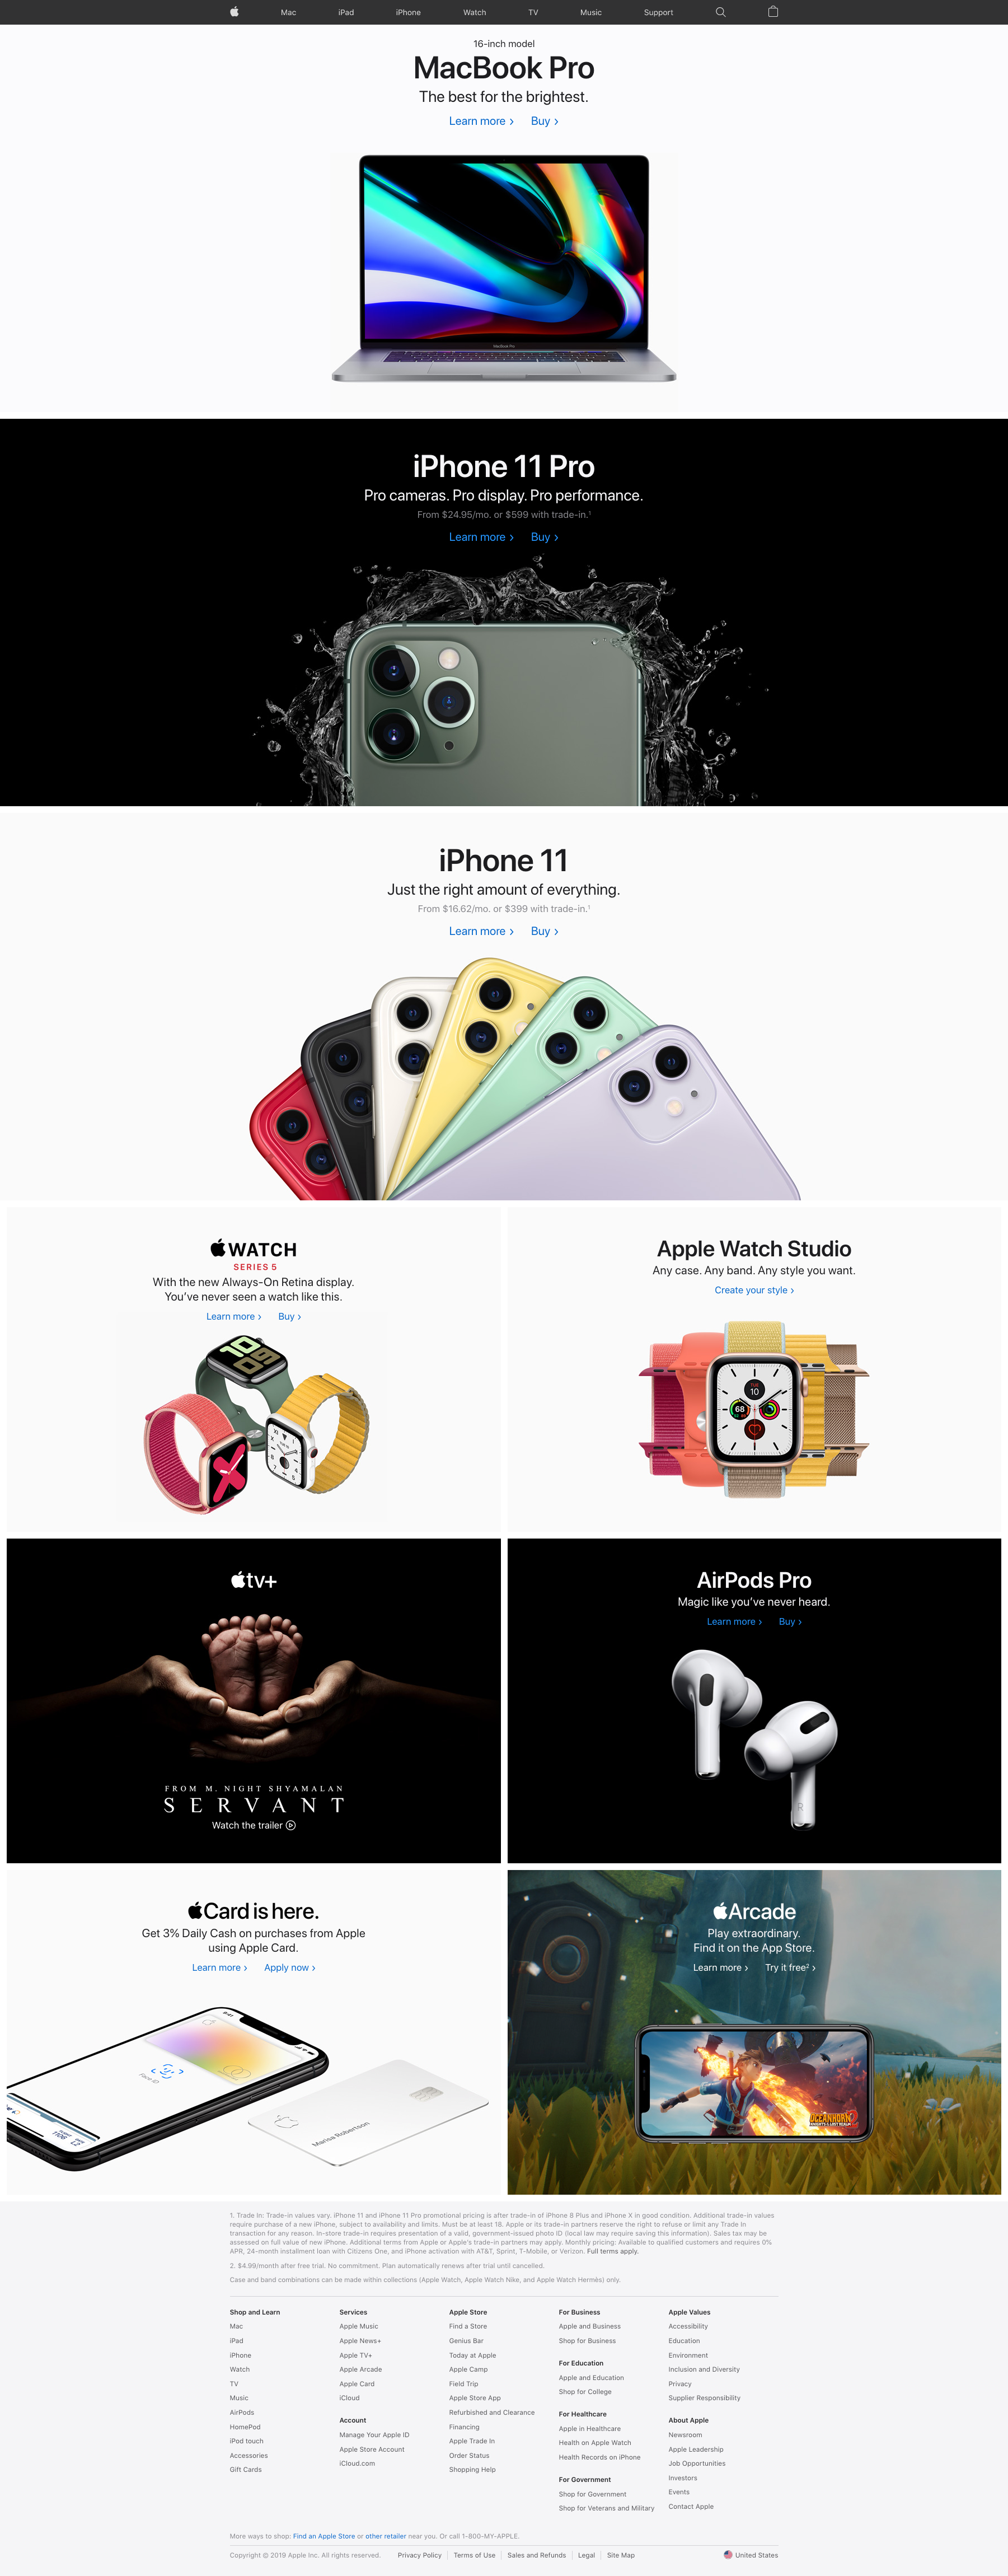 Mac iPad iPhone Watch TV Music Support
16-inch model
MacBook Pro
The best for the brightest.
Learn more › Buy ›
MacBook Pro
iPhone 11 Pro
Pro cameras. Pro display. Pro performance.
From $24.95/mo. or $599 with trade-in.¹
Learn more › Buy ›
iPhone 11
Just the right amount of everything.
From $16.62/mo. or $399 with trade-in.¹
Learn more › Buy ›
WATCH
SERIES 5
With the new Always-On Retina display.
You’ve never seen a watch like this.
Learn more › Buy ›
10
09
Apple Watch Studio
Any case. Any band. Any style you want.
Create your style ›
10
68
tv+
FROM M. NIGHT SHYAMALAN
SERVANT
Watch the trailer
AirPods Pro
Magic like you’ve never heard.
Learn more › Buy ›
R
Card is here.
Get 3% Daily Cash on purchases from Apple
using Apple Card.
Learn more › Apply now ›
9:41
Face ID
Marisa Robertson
Arcade
Play extraordinary.
Find it on the App Store.
Learn more › Try it free² ›
OCEANHORN 2
KNIGHTS OF THE LOST REALM
1. Trade In: Trade-in values vary. iPhone 11 and iPhone 11 Pro promotional pricing is after trade-in of iPhone 8 Plus and iPhone X in good condition. Additional trade-in values
require purchase of a new iPhone, subject to availability and limits. Must be at least 18. Apple or its trade-in partners reserve the right to refuse or limit any Trade In
transaction for any reason. In-store trade-in requires presentation of a valid, government-issued photo ID (local law may require saving this information). Sales tax may be
assessed on full value of new iPhone. Additional terms from Apple or Apple’s trade-in partners may apply. Monthly pricing: Available to qualified customers and requires 0%
APR, 24-month installment loan with Citizens One, and iPhone activation with AT&T, Sprint, T-Mobile, or Verizon. Full terms apply.
2. $4.99/month after free trial. No commitment. Plan automatically renews after trial until cancelled.
Case and band combinations can be made within collections (Apple Watch, Apple Watch Nike, and Apple Watch Hermès) only.
Shop and Learn
Mac
iPad
iPhone
Watch
TV
Music
AirPods
HomePod
iPod touch
Accessories
Gift Cards
Services
Apple Music
Apple News+
Apple TV+
Apple Arcade
Apple Card
iCloud
Account
Manage Your Apple ID
Apple Store Account
iCloud.com
Apple Store
Find a Store
Genius Bar
Today at Apple
Apple Camp
Field Trip
Apple Store App
Refurbished and Clearance
Financing
Apple Trade In
Order Status
Shopping Help
For Business
Apple and Business
Shop for Business
For Education
Apple and Education
Shop for College
For Healthcare
Apple in Healthcare
Health on Apple Watch
Health Records on iPhone
For Government
Shop for Government
Shop for Veterans and Military
Apple Values
Accessibility
Education
Environment
Inclusion and Diversity
Privacy
Supplier Responsibility
About Apple
Newsroom
Apple Leadership
Job Opportunities
Investors
Events
Contact Apple
More ways to shop: Find an Apple Store or other retailer near you. Or call 1-800-MY-APPLE.
Copyright © 2019 Apple Inc. All rights reserved. Privacy Policy | Terms of Use | Sales and Refunds | Legal | Site Map United States